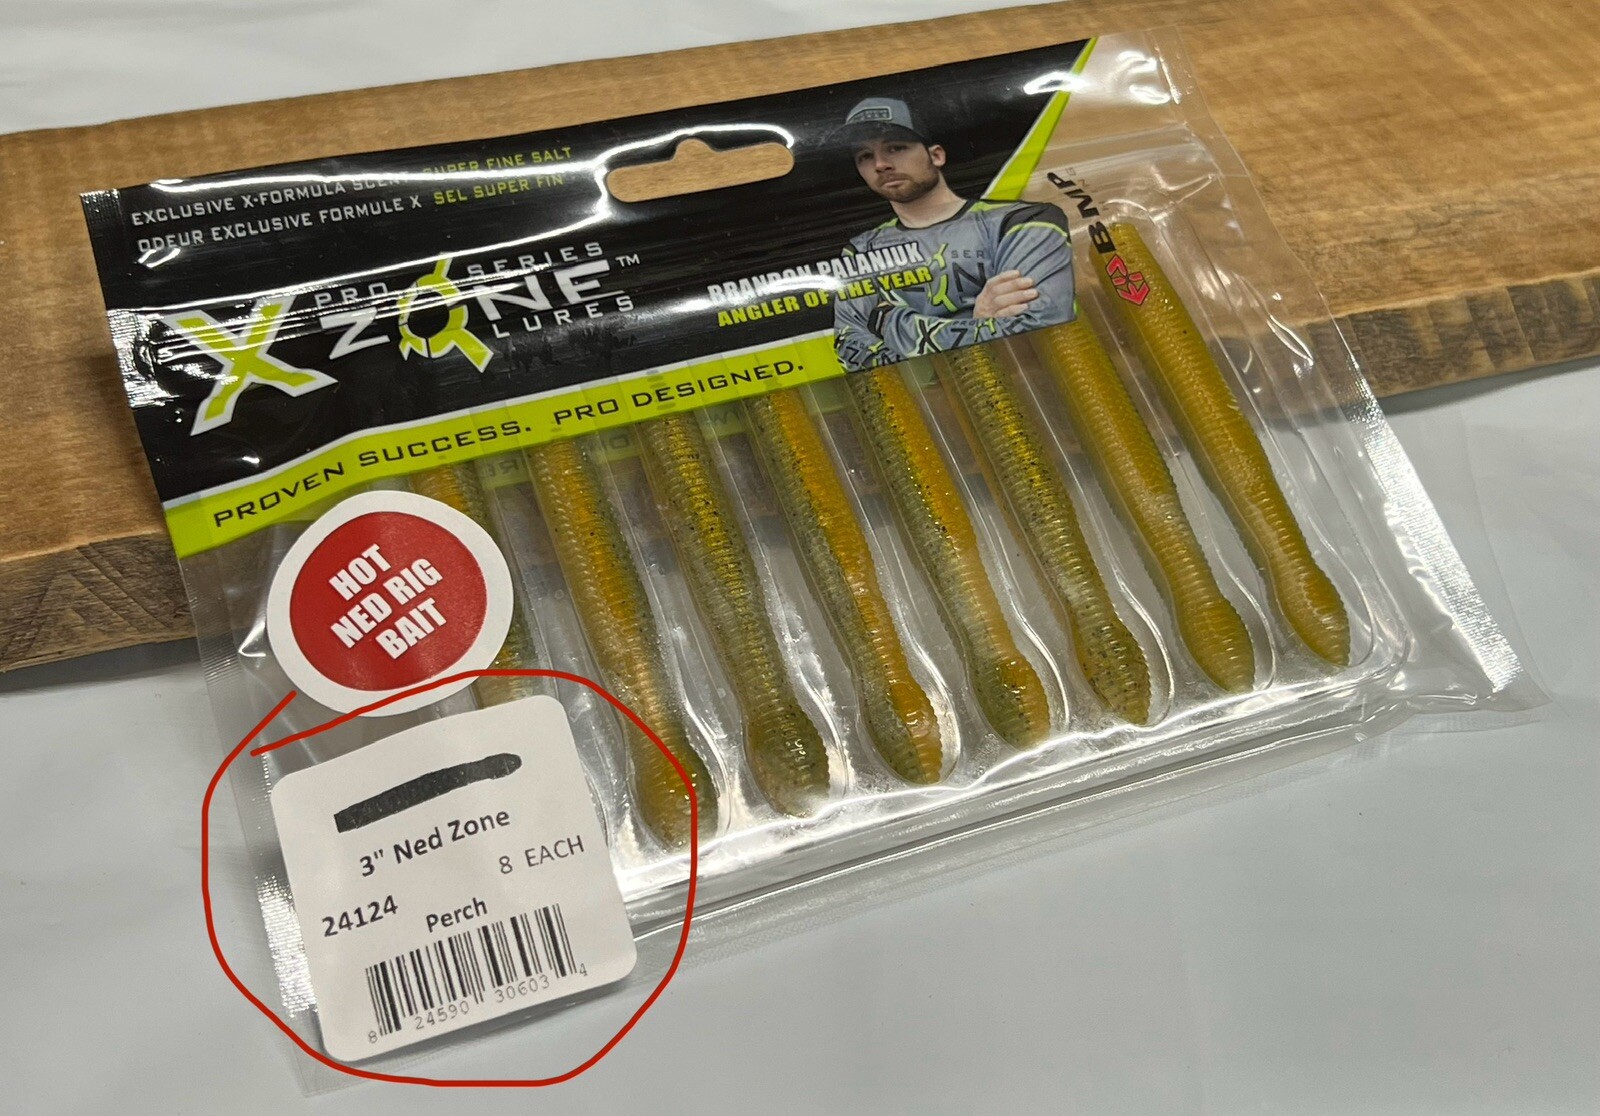 EXCLUSIVE X-FORMULA SCENT SUPER FINE SALT
ODEUR EXCLUSIVE FORMULE X SEL SUPER FIN
X
PRO SERIES
ZONE™
LURES
BRANDON PALANIUK
ANGLER OF THE YEAR
PROVEN SUCCESS. PRO DESIGNED.
BMP
HOT
NED RIG
BAIT
3" Ned Zone
8 EACH
24124
Perch
8 24590 30603 4